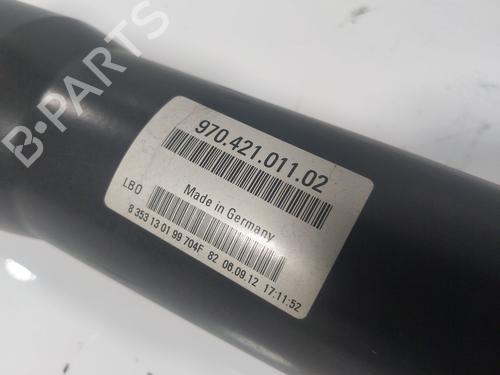 B-PARTS
970.421.011.02
LBO Made in Germany
8 353 13 01 99 704F 82 06.09.12 17:11:52